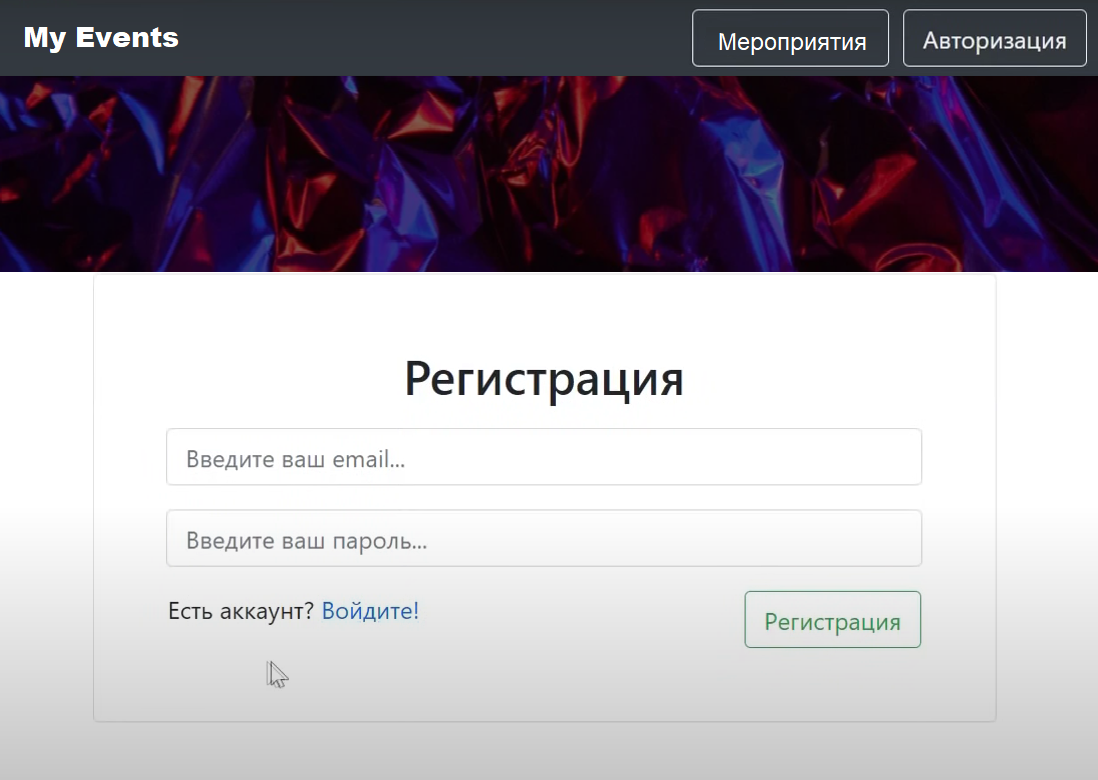 My Events
Мероприятия
Авторизация
Регистрация
Введите ваш email...
Введите ваш пароль...
Есть аккаунт? Войдите!
Регистрация